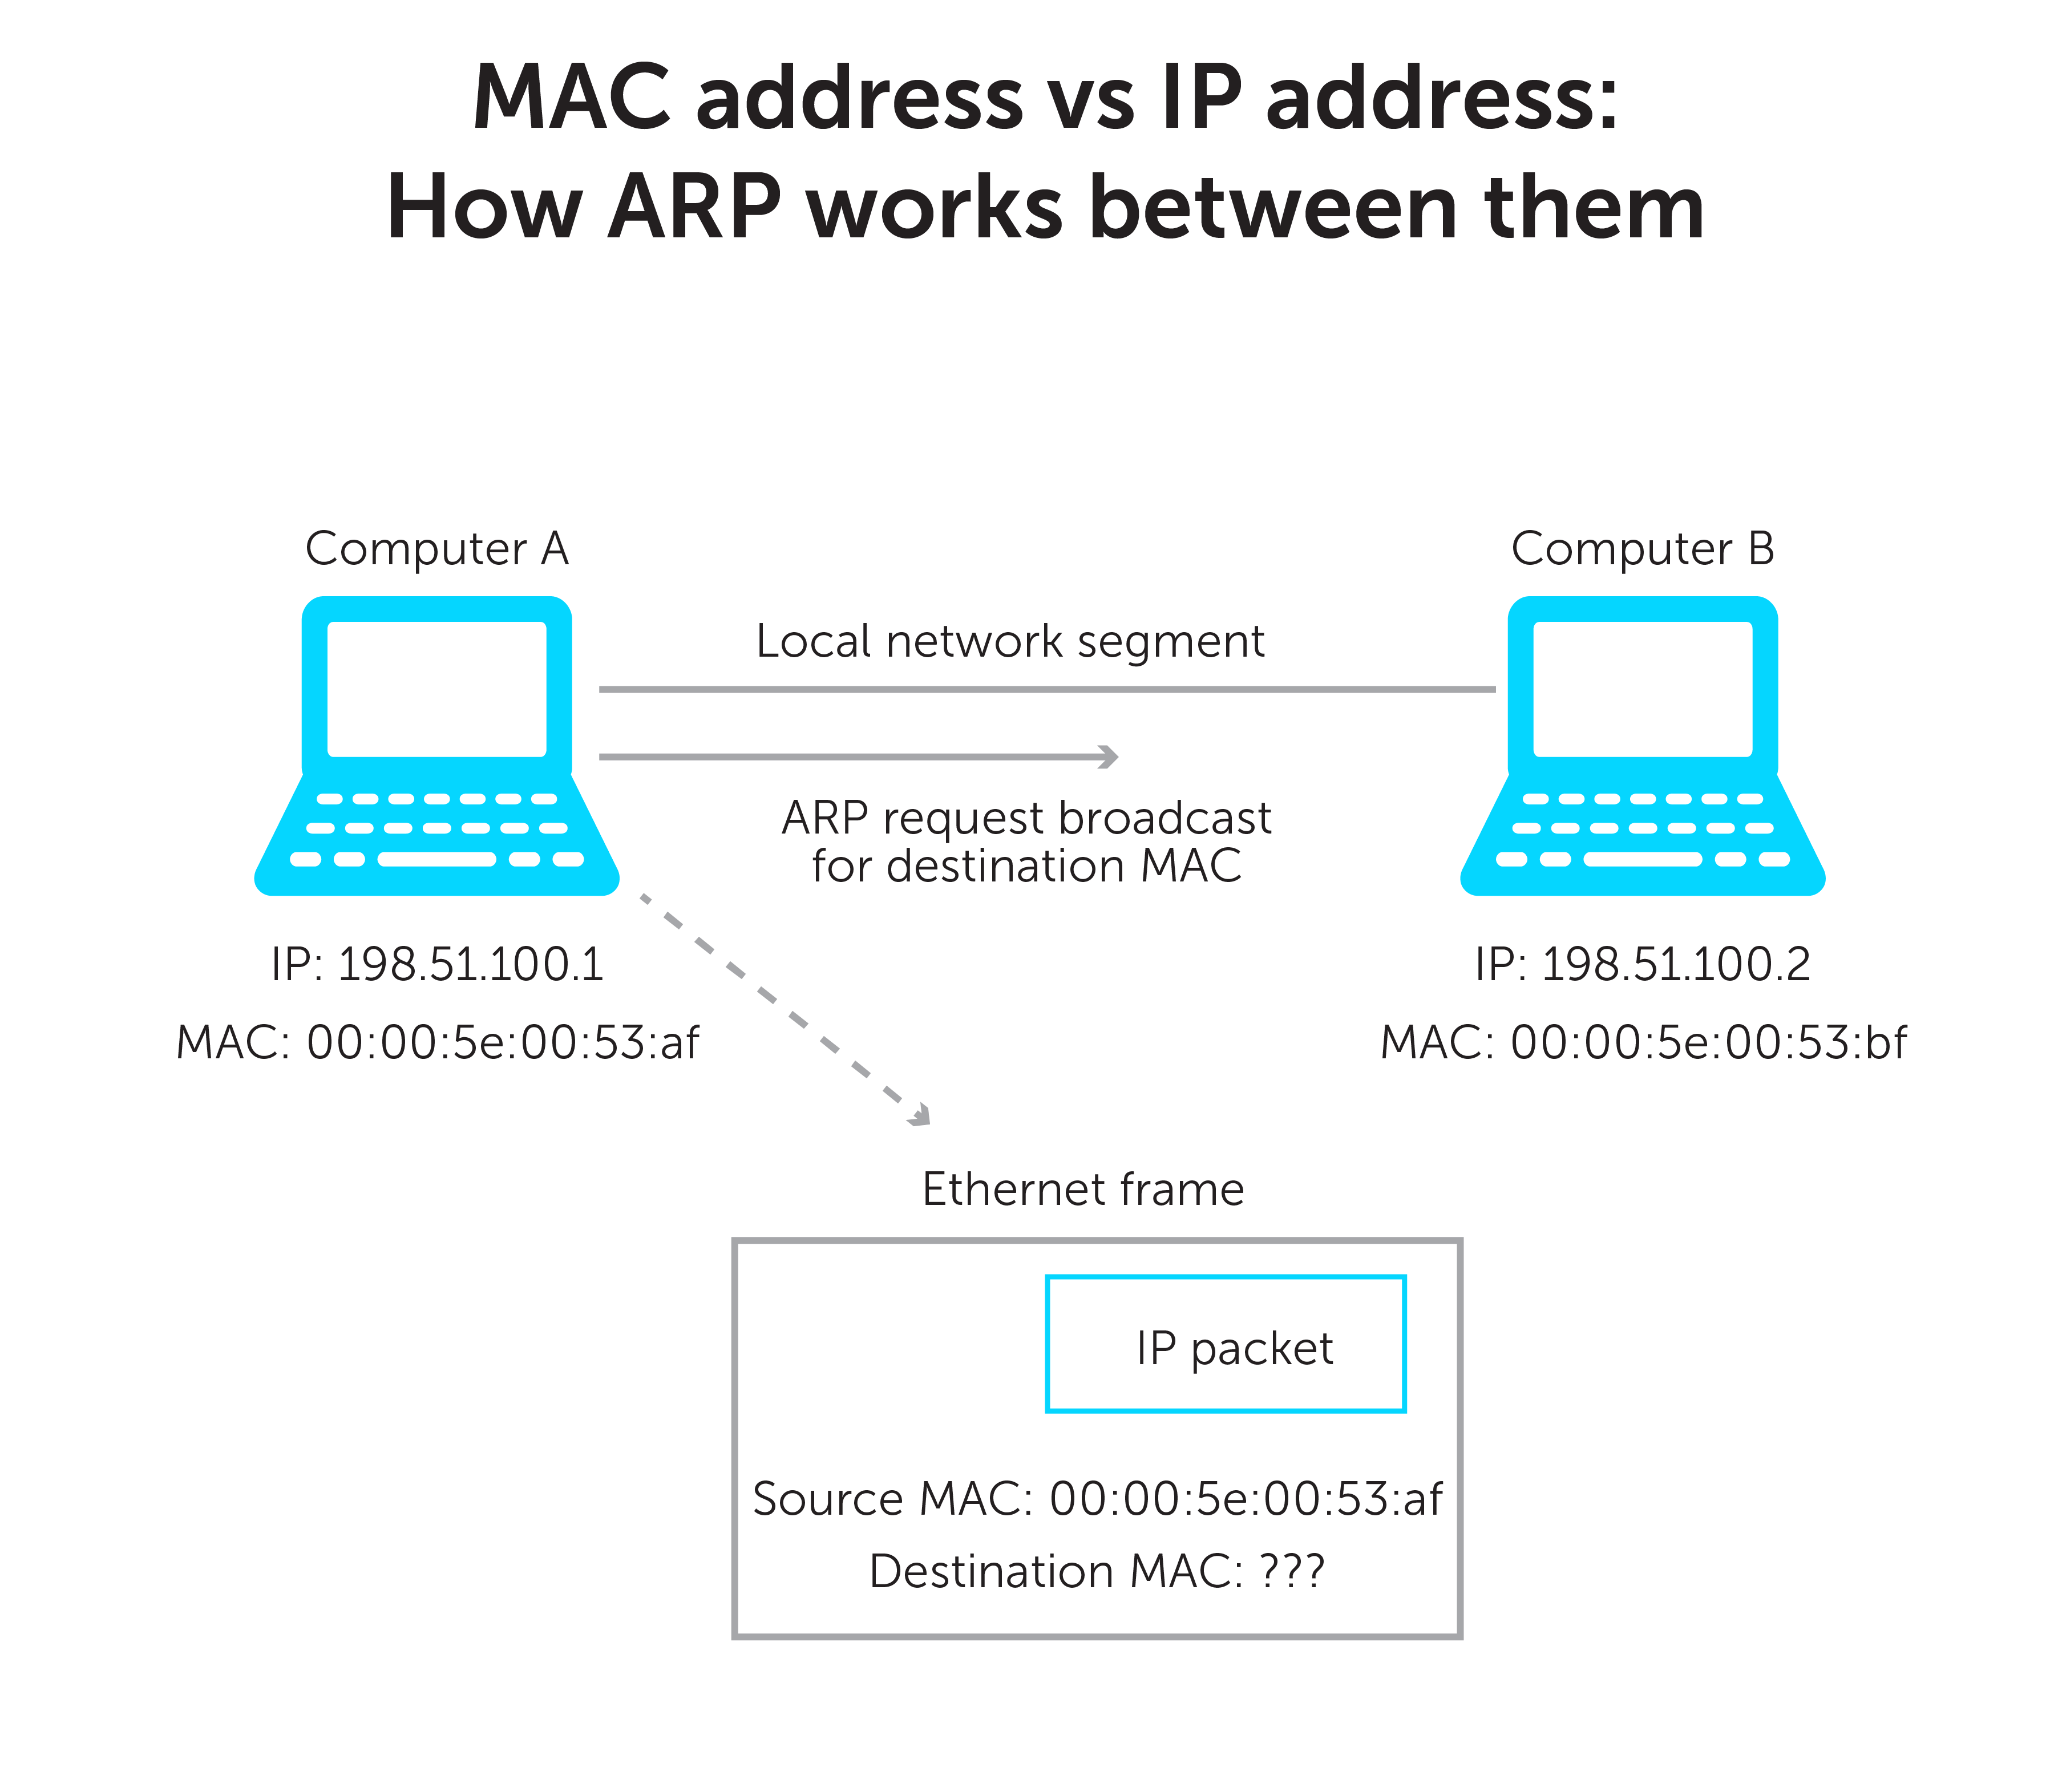 MAC address vs IP address:
How ARP works between them
Computer A
Computer B
Local network segment
ARP request broadcast
for destination MAC
IP: 198.51.100.1
MAC: 00:00:5e:00:53:af
IP: 198.51.100.2
MAC: 00:00:5e:00:53:bf
Ethernet frame
IP packet
Source MAC: 00:00:5e:00:53:af
Destination MAC: ???